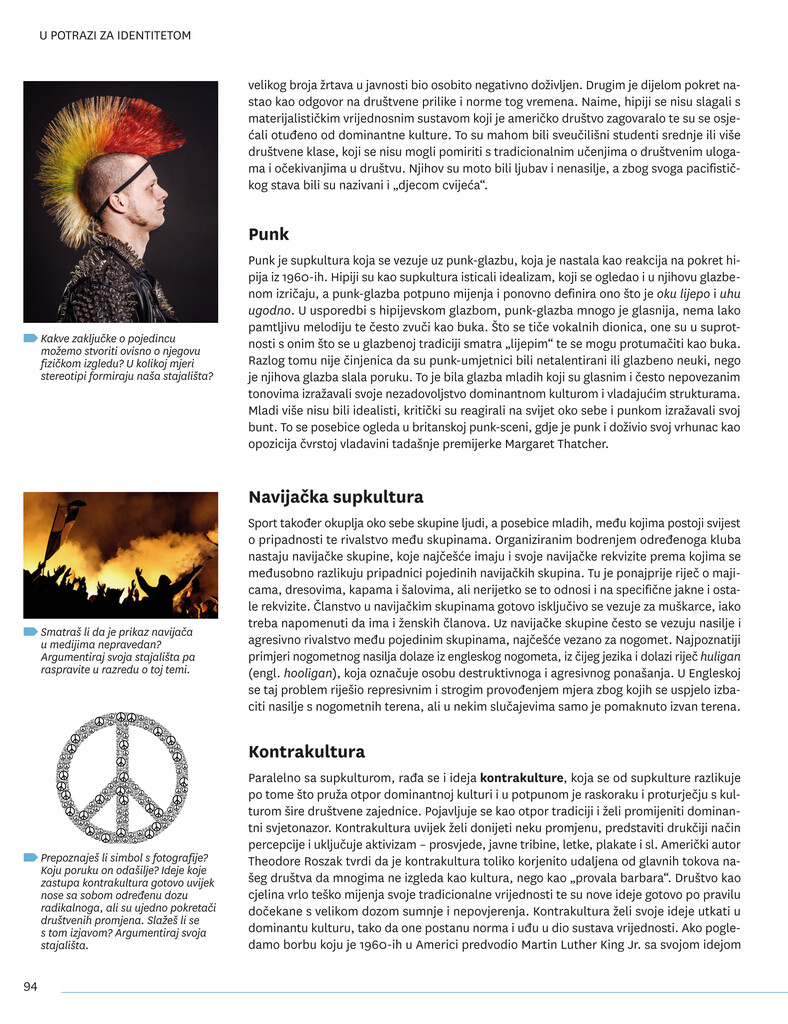 U POTRAZI ZA IDENTITETOM
velikog broja žrtava u javnosti bio osobito negativno doživljen. Drugim je dijelom pokret na-
stao kao odgovor na društvene prilike i norme tog vremena. Naime, hipiji se nisu slagali s
materijalističkim vrijednosnim sustavom koji je američko društvo zagovaralo te su se osje-
ćali otuđeno od dominantne kulture. To su mahom bili sveučilišni studenti srednje ili više
društvene klase, koji se nisu mogli pomiriti s tradicionalnim učenjima o društvenim uloga-
ma i očekivanjima u društvu. Njihov su moto bili ljubav i nenasilje, a zbog svoga pacifistič-
kog stava bili su nazivani i „djecom cvijeća“.
Punk
Punk je supkultura koja se vezuje uz punk-glazbu, koja je nastala kao reakcija na pokret hi-
pija iz 1960-ih. Hipiji su kao supkultura isticali idealizam, koji se ogledao i u njihovu glazbe-
nom izričaju, a punk-glazba potpuno mijenja i ponovno definira ono što je oku lijepo i uhu
ugodno. U usporedbi s hipijevskom glazbom, punk-glazba mnogo je glasnija, nema lako
pamtljivu melodiju te često zvuči kao buka. Što se tiče vokalnih dionica, one su u suprot-
nosti s onim što se u glazbenoj tradiciji smatra „lijepim“ te se mogu protumačiti kao buka.
Razlog tomu nije činjenica da su punk-umjetnici bili netalentirani ili glazbeno neuki, nego
je njihova glazba slala poruku. To je bila glazba mladih koji su glasnim i često nepovezanim
tonovima izražavali svoje nezadovoljstvo dominantnom kulturom i vladajućim strukturama.
Mladi više nisu bili idealisti, kritički su reagirali na svijet oko sebe i punkom izražavali svoj
bunt. To se posebice ogleda u britanskoj punk-sceni, gdje je punk i doživio svoj vrhunac kao
opozicija čvrstoj vladavini tadašnje premijerke Margaret Thatcher.
Kakve zaključke o pojedincu
možemo stvoriti ovisno o njegovu
fizičkom izgledu? U kolikoj mjeri
stereotipi formiraju naša stajališta?
Navijačka supkultura
Sport također okuplja oko sebe skupine ljudi, a posebice mladih, među kojima postoji svijest
o pripadnosti te rivalstvo među skupinama. Organiziranim bodrenjem određenoga kluba
nastaju navijačke skupine, koje najčešće imaju i svoje navijačke rekvizite prema kojima se
međusobno razlikuju pripadnici pojedinih navijačkih skupina. Tu je ponajprije riječ o maji-
cama, dresovima, kapama i šalovima, ali nerijetko se to odnosi i na specifične jakne i osta-
le rekvizite. Članstvo u navijačkim skupinama gotovo isključivo se vezuje za muškarce, iako
treba napomenuti da ima i ženskih članova. Uz navijačke skupine često se vezuju nasilje i
agresivno rivalstvo među pojedinim skupinama, najčešće vezano za nogomet. Najpoznatiji
primjeri nogometnog nasilja dolaze iz engleskog nogometa, iz čijeg jezika i dolazi riječ huligan
(engl. hooligan), koja označava osobu destruktivnoga i agresivnog ponašanja. U Engleskoj
se taj problem riješio represivnim i strogim provođenjem mjera zbog kojih se uspjelo izba-
citi nasilje s nogometnih terena, ali u nekim slučajevima samo je pomaknuto izvan terena.
Smatraš li da je prikaz navijača
u medijima nepravedan?
Argumentiraj svoja stajališta pa
raspravite u razredu o toj temi.
Kontrakultura
Paralelno sa supkulturom, rađa se i ideja kontrakulture, koja se od supkulture razlikuje
po tome što pruža otpor dominantnoj kulturi i u potpunom je raskoraku i proturječju s kul-
turom šire društvene zajednice. Pojavljuje se kao otpor tradiciji i želi promijeniti dominan-
tni svjetonazor. Kontrakultura uvijek želi donijeti neku promjenu, predstaviti drukčiji način
percepcije i uključuje aktivizam – prosvjede, javne tribine, letke, plakate i sl. Američki autor
Theodore Roszak tvrdi da je kontrakultura toliko korjenito udaljena od glavnih tokova na-
šeg društva da mnogima ne izgleda kao kultura, nego kao „provala barbara“. Društvo kao
cjelina vrlo teško mijenja svoje tradicionalne vrijednosti te su nove ideje gotovo po pravilu
dočekane s velikom dozom sumnje i nepovjerenja. Kontrakultura želi svoje ideje utkati u
dominantu kulturu, tako da one postanu norma i uđu u dio sustava vrijednosti. Ako pogle-
damo borbu koju je 1960-ih u Americi predvodio Martin Luther King Jr. sa svojom idejom
Prepoznaješ li simbol s fotografije?
Koju poruku on odašilje? Ideje koje
zastupa kontrakultura gotovo uvijek
nose sa sobom određenu dozu
radikalnoga, ali su ujedno pokretači
društvenih promjena. Slažeš li se
s tom izjavom? Argumentiraj svoja
stajališta.
94